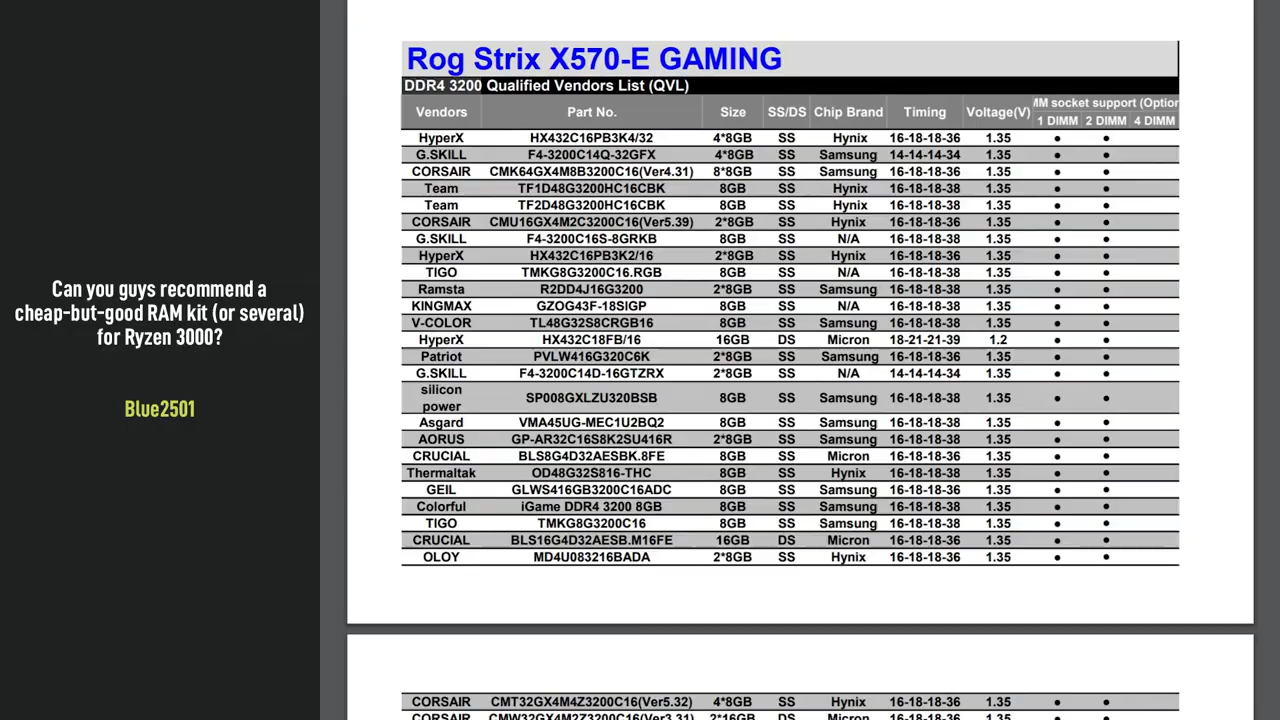 Can you guys recommend a
cheap-but-good RAM kit (or several)
for Ryzen 3000?
Blue2501
Rog Strix X570-E GAMING
DDR4 3200 Qualified Vendors List (QVL)
Vendors Part No. Size SS/DS Chip Brand Timing Voltage(V) socket support (Option
1 DIMM 2 DIMM 4 DIMM
HyperX HX432C16PB3K4/32 4*8GB SS Hynix 16-18-18-36 1.35 ● ●
G.SKILL F4-3200C14Q-32GFX 4*8GB SS Samsung 14-14-14-34 1.35 ● ●
CORSAIR CMK64GX4M8B3200C16(Ver4.31) 8*8GB SS Samsung 16-18-18-36 1.35 ● ●
Team TF1D48G3200HC16CBK 8GB SS Hynix 16-18-18-38 1.35 ● ●
Team TF2D48G3200HC16CBK 8GB SS Hynix 16-18-18-38 1.35 ● ●
CORSAIR CMU16GX4M2C3200C16(Ver5.39) 2*8GB SS Hynix 16-18-18-36 1.35 ● ●
G.SKILL F4-3200C16S-8GRKB 8GB SS N/A 16-18-18-38 1.35 ● ●
HyperX HX432C16PB3K2/16 2*8GB SS Hynix 16-18-18-36 1.35 ● ●
TIGO TMKG8G3200C16.RGB 8GB SS N/A 16-18-18-38 1.35 ● ●
Ramsta R2DD4J16G3200 2*8GB SS Samsung 16-18-18-36 1.35 ● ●
KINGMAX GZOG43F-18SIGP 8GB SS N/A 16-18-18-38 1.35 ● ●
V-COLOR TL48G32S8CRGB16 8GB SS Samsung 16-18-18-38 1.35 ● ●
HyperX HX432C18FB/16 16GB DS Micron 18-21-21-39 1.2 ● ●
Patriot PVLW416G320C6K 2*8GB SS Samsung 16-18-18-36 1.35 ● ●
G.SKILL F4-3200C14D-16GTZRX 2*8GB SS N/A 14-14-14-34 1.35 ● ●
silicon
power SP008GXLZU320BSB 8GB SS Samsung 16-18-18-38 1.35 ● ●
Asgard VMA45UG-MEC1U2BQ2 8GB SS Samsung 16-18-18-38 1.35 ● ●
AORUS GP-AR32C16S8K2SU416R 2*8GB SS Samsung 16-18-18-38 1.35 ● ●
CRUCIAL BLS8G4D32AESBK.8FE 8GB SS Micron 16-18-18-36 1.35 ● ●
Thermaltak OD48G32S816-THC 8GB SS Hynix 16-18-18-38 1.35 ● ●
GEIL GLWS416GB3200C16ADC 8GB SS Samsung 16-18-18-36 1.35 ● ●
Colorful iGame DDR4 3200 8GB 8GB SS Samsung 16-18-18-38 1.35 ● ●
TIGO TMKG8G3200C16 8GB SS Samsung 16-18-18-38 1.35 ● ●
CRUCIAL BLS16G4D32AESB.M16FE 16GB DS Micron 16-18-18-36 1.35 ● ●
OLOY MD4U083216BADA 2*8GB SS Hynix 16-18-18-36 1.35 ● ●
CORSAIR CMT32GX4M4Z3200C16(Ver5.32) 4*8GB SS Hynix 16-18-18-36 1.35 ● ●
CORSAIR CMW32GX4M2Z3200C16(Ver3.31) 2*16GB DS Micron 16-18-18-36 1.35 ● ●